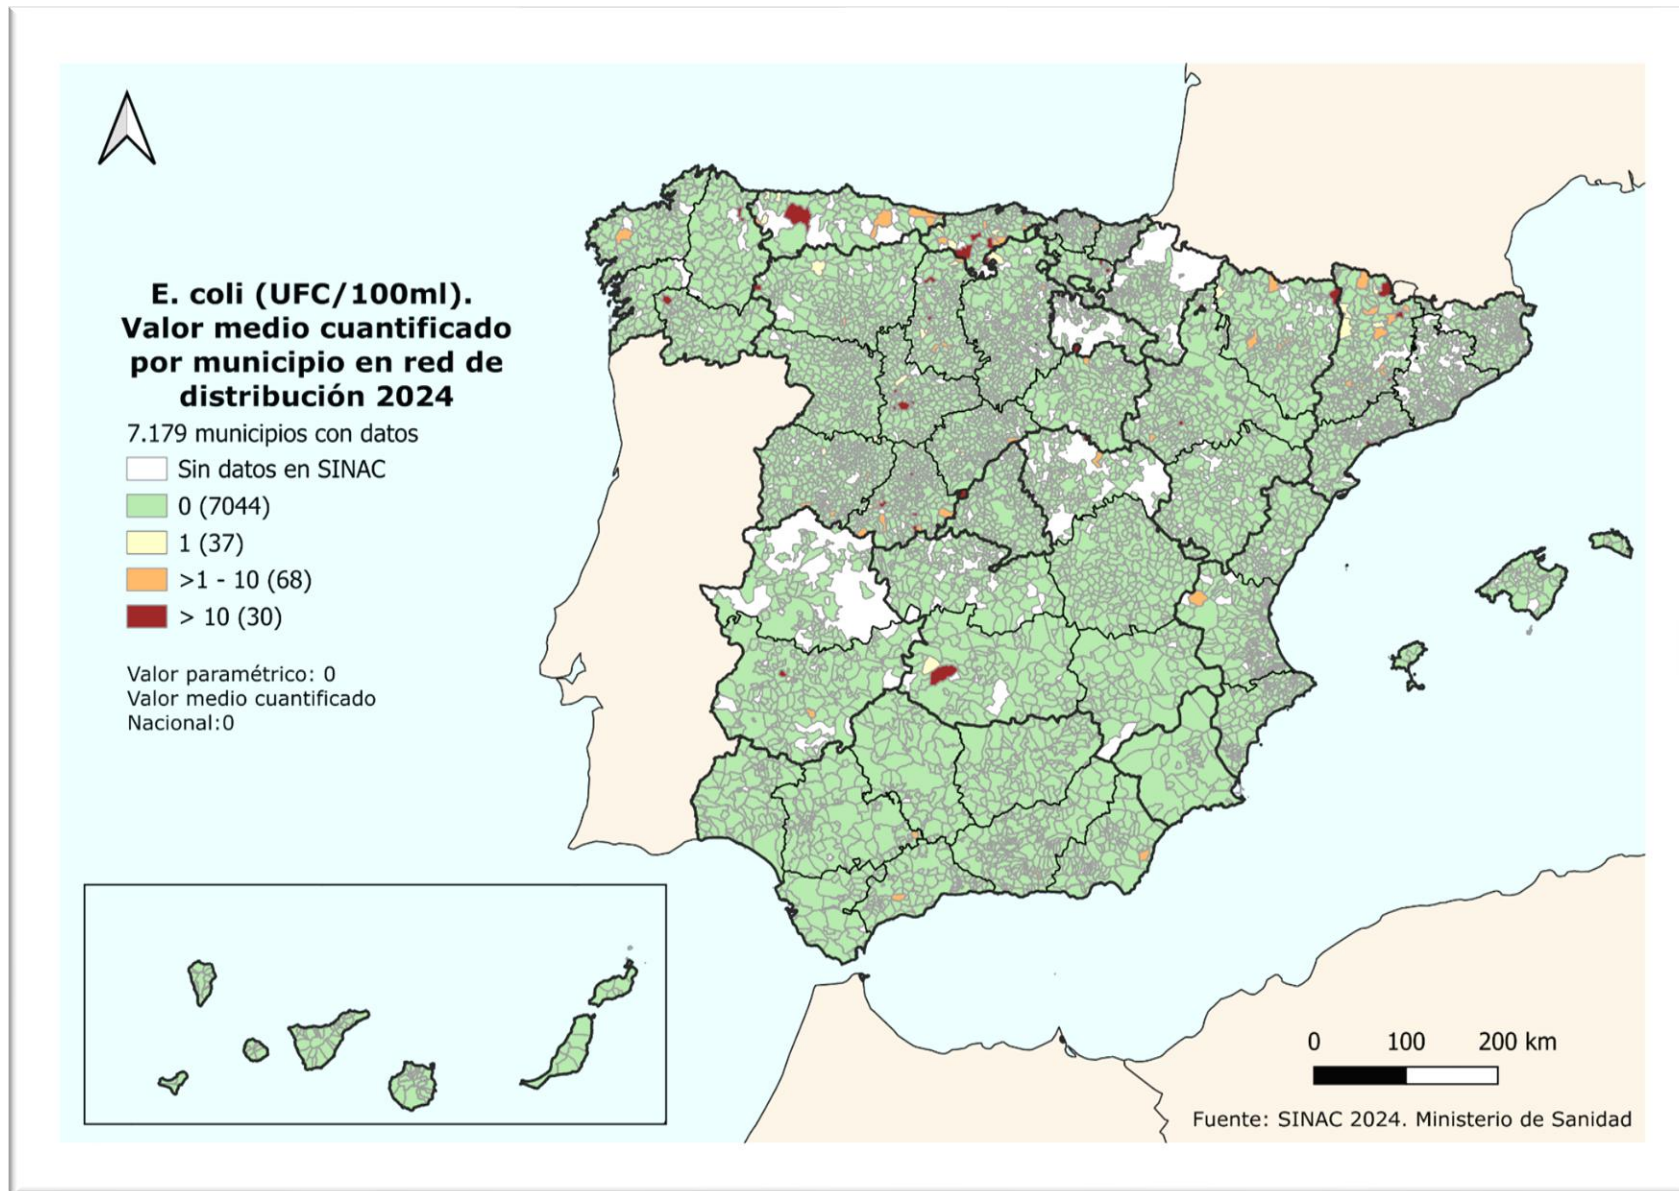 E. coli (UFC/100ml).
Valor medio cuantificado
por municipio en red de
distribución 2024
7.179 municipios con datos
Sin datos en SINAC
0 (7044)
1 (37)
>1 - 10 (68)
> 10 (30)
Valor paramétrico: 0
Valor medio cuantificado
Nacional:0
0 100 200 km
Fuente: SINAC 2024. Ministerio de Sanidad